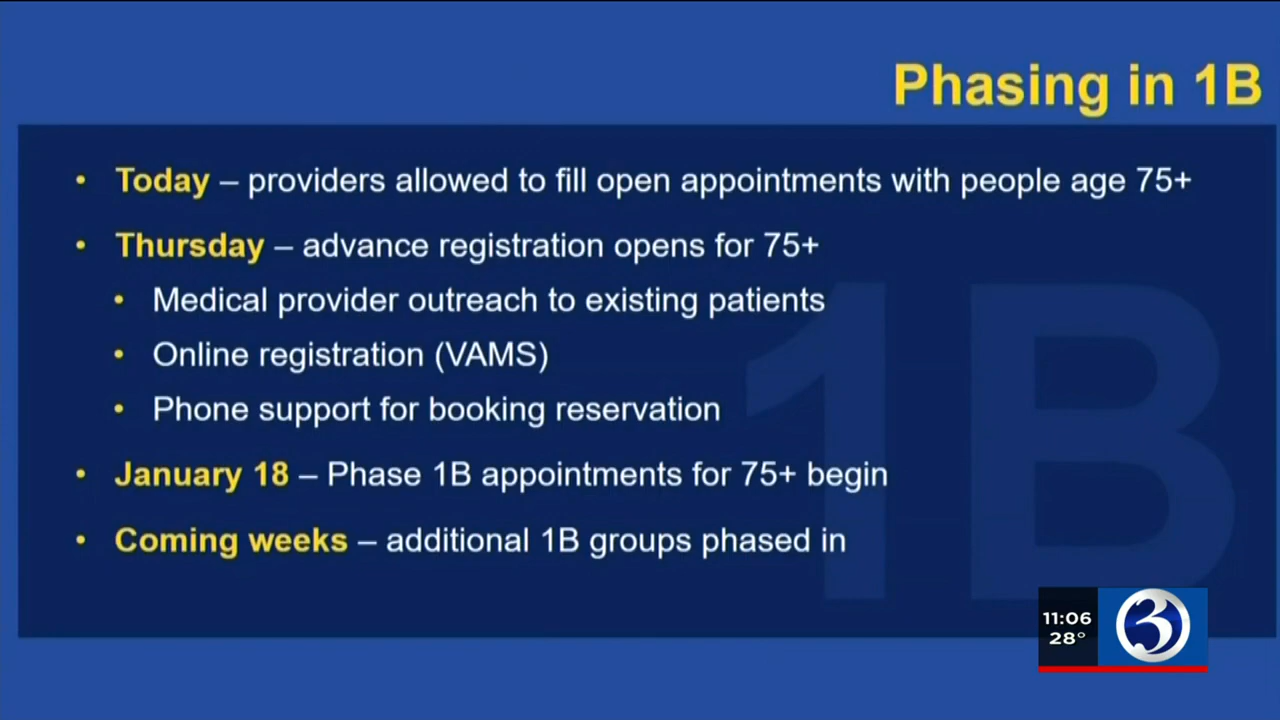 Phasing in 1B
• Today – providers allowed to fill open appointments with people age 75+
• Thursday – advance registration opens for 75+
• Medical provider outreach to existing patients
• Online registration (VAMS)
• Phone support for booking reservation
• January 18 – Phase 1B appointments for 75+ begin
• Coming weeks – additional 1B groups phased in
1B
11:06
28°
3